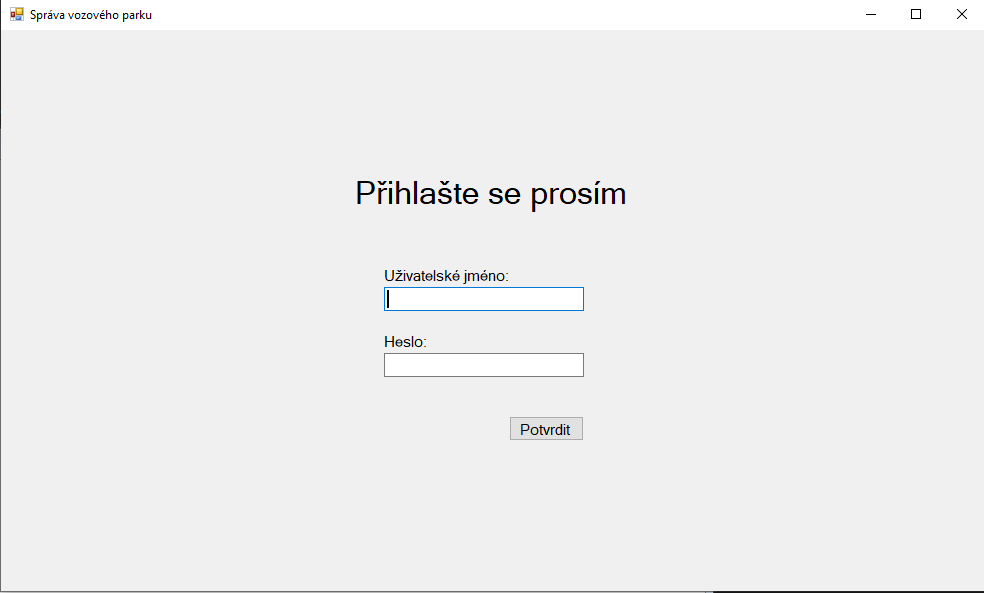 Správa vozového parku
Přihlašte se prosím
Uživatelské jméno:
Heslo:
Potvrdit